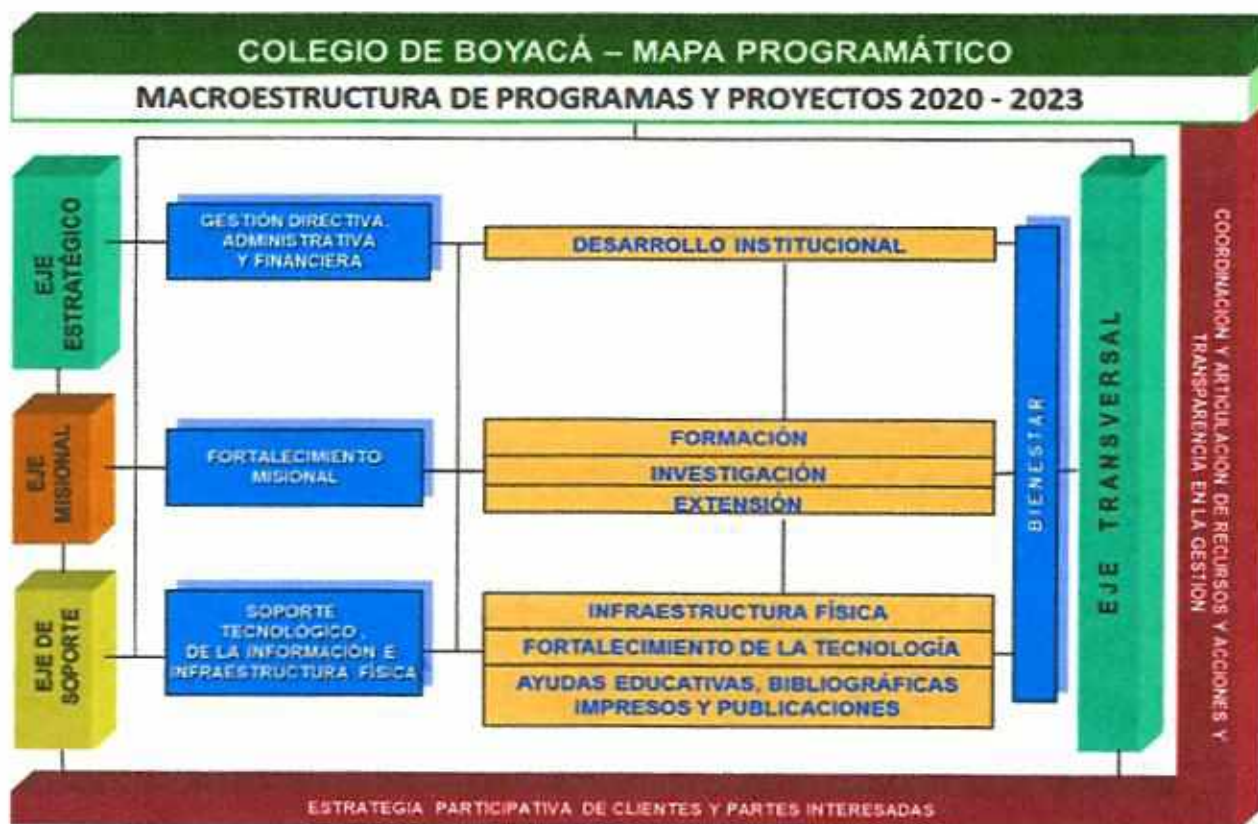 COLEGIO DE BOYACÁ – MAPA PROGRAMÁTICO
MACROESTRUCTURA DE PROGRAMAS Y PROYECTOS 2020 - 2023
EJE
ESTRATÉGICO
GESTIÓN DIRECTIVA,
ADMINISTRATIVA
Y FINANCIERA
DESARROLLO INSTITUCIONAL
EJE
MISIONAL
FORTALECIMIENTO
MISIONAL
FORMACIÓN
INVESTIGACIÓN
EXTENSIÓN
EJE DE
SOPORTE
SOPORTE
TECNOLÓGICO,
DE LA INFORMACIÓN E
INFRAESTRUCTURA FÍSICA
INFRAESTRUCTURA FÍSICA
FORTALECIMIENTO DE LA TECNOLOGÍA
AYUDAS EDUCATIVAS, BIBLIOGRÁFICAS
IMPRESOS Y PUBLICACIONES
BIENESTAR
EJE TRANSVERSAL
COORDINACION Y ARTICULACION DE RECURSOS Y ACCIONES Y
TRANSPARENCIA EN LA GESTIÓN
ESTRATEGIA PARTICIPATIVA DE CLIENTES Y PARTES INTERESADAS